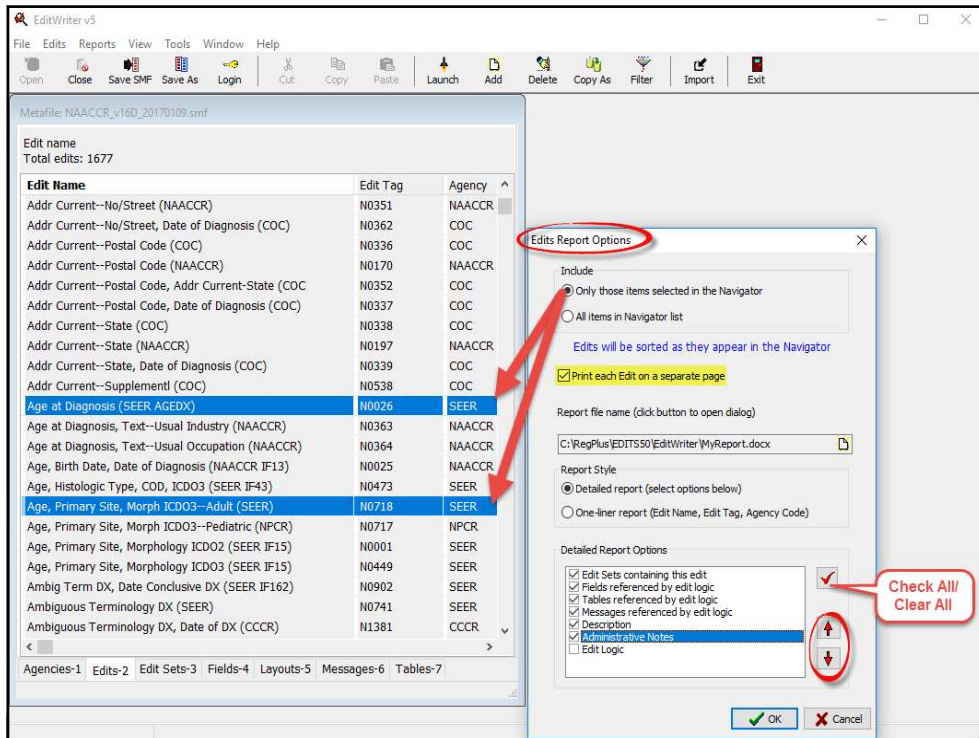 EditWriter v5
File Edits Reports View Tools Window Help
Open Close Save SMF Save As Login Cut Copy Paste Launch Add Delete Copy As Filter Import Exit
Metafile: NAACCR_v16D_20170109.smf
Edit name
Total edits: 1677
Edit Name Edit Tag Agency
Addr Current--No/Street (NAACCR) N0351 NAACCR
Addr Current--No/Street, Date of Diagnosis (COC) N0362 COC
Addr Current--Postal Code (COC) N0336 COC
Addr Current--Postal Code (NAACCR) N0170 NAACCR
Addr Current--Postal Code, Addr Current-State (COC N0352 COC
Addr Current--Postal Code, Date of Diagnosis (COC) N0337 COC
Addr Current--State (COC) N0338 COC
Addr Current--State (NAACCR) N0197 NAACCR
Addr Current--State, Date of Diagnosis (COC) N0339 COC
Addr Current--Supplementl (COC) N0538 COC
Age at Diagnosis (SEER AGEDX) N0026 SEER
Age at Diagnosis, Text--Usual Industry (NAACCR) N0363 NAACCR
Age at Diagnosis, Text--Usual Occupation (NAACCR) N0364 NAACCR
Age, Birth Date, Date of Diagnosis (NAACCR IF13) N0025 NAACCR
Age, Histologic Type, COD, ICDO3 (SEER IF43) N0473 SEER
Age, Primary Site, Morph ICDO3--Adult (SEER) N0718 SEER
Age, Primary Site, Morph ICDO3--Pediatric (NPCR) N0717 NPCR
Age, Primary Site, Morphology ICDO2 (SEER IF15) N0001 SEER
Age, Primary Site, Morphology ICDO3 (SEER IF15) N0449 SEER
Ambig Term DX, Date Conclusive DX (SEER IF162) N0902 SEER
Ambiguous Terminology DX (SEER) N0741 SEER
Ambiguous Terminology DX, Date of DX (CCCR) N1381 CCCR
Agencies-1 Edits-2 Edit Sets-3 Fields-4 Layouts-5 Messages-6 Tables-7
Edits Report Options
Include
Only those items selected in the Navigator
All items in Navigator list
Edits will be sorted as they appear in the Navigator
Print each Edit on a separate page
Report file name (click button to open dialog)
C:\RegPlus\EDITS50\EditWriter\MyReport.docx
Report Style
Detailed report (select options below)
One-liner report (Edit Name, Edit Tag, Agency Code)
Detailed Report Options
Edit Sets containing this edit
Fields referenced by edit logic
Tables referenced by edit logic
Messages referenced by edit logic
Description
Administrative Notes
Edit Logic
Check All/
Clear All
OK Cancel